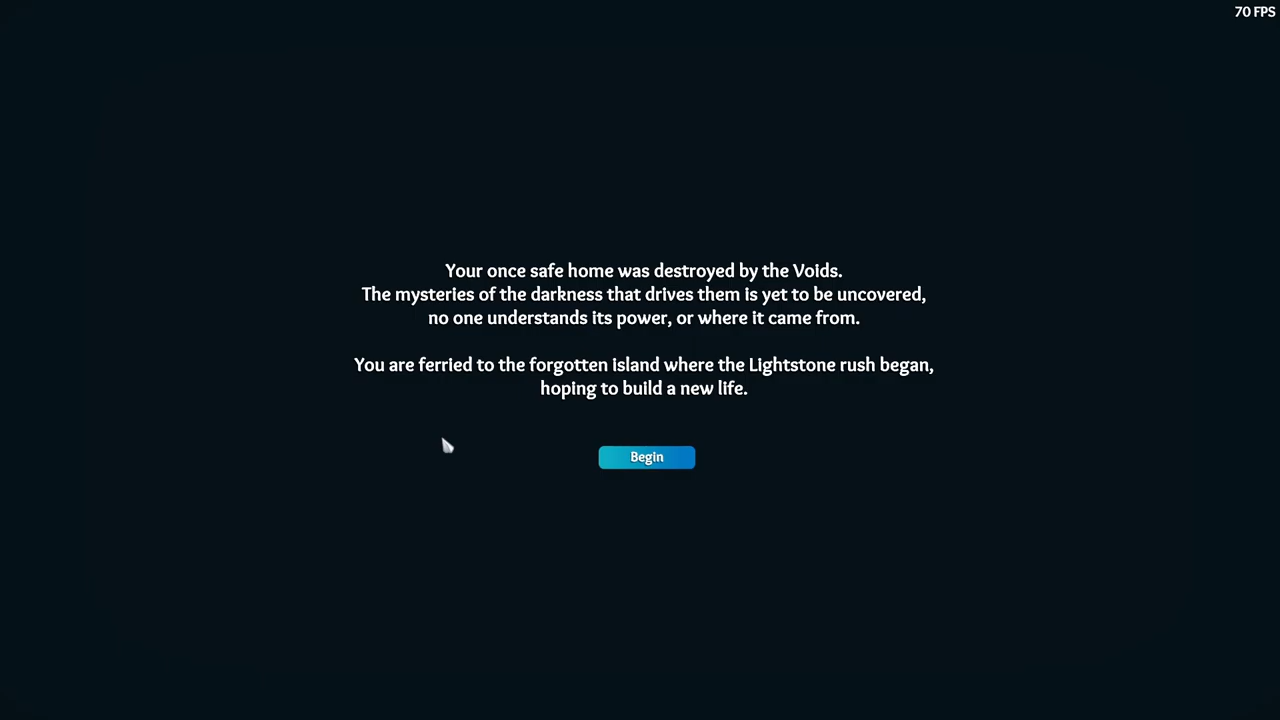 70 FPS
Your once safe home was destroyed by the Voids.
The mysteries of the darkness that drives them is yet to be uncovered,
no one understands its power, or where it came from.
You are ferried to the forgotten island where the Lightstone rush began,
hoping to build a new life.
Begin